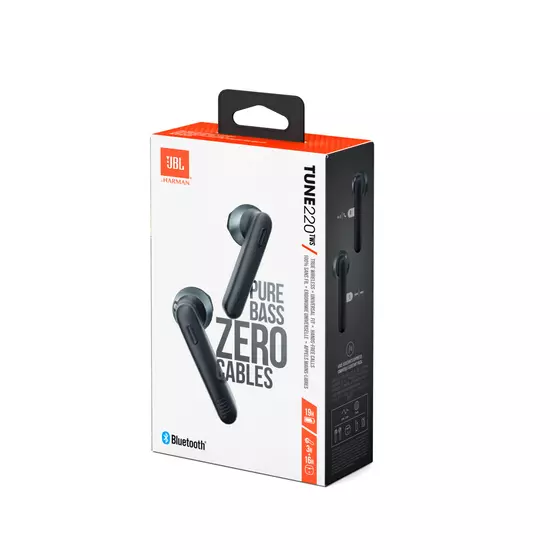 JBL
HARMAN
TUNE220TWS
TRUE WIRELESS • UNIVERSAL FIT • HANDS-FREE CALLS
100% SANS FIL • ERGONOMIE UNIVERSELLE • APPELS MAINS-LIBRES
PURE
BASS
ZERO
CABLES
19H
3H
16H
Bluetooth®